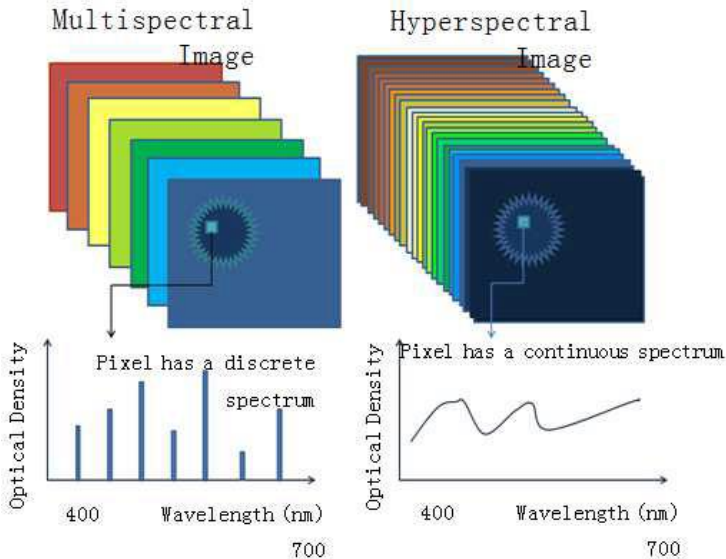 Multispectral
Image
Hyperspectral
Image
Optical Density
Pixel has a discrete
spectrum
400 Wavelength (nm)
700
Optical Density
Pixel has a continuous spectrum
400 Wavelength (nm)
700